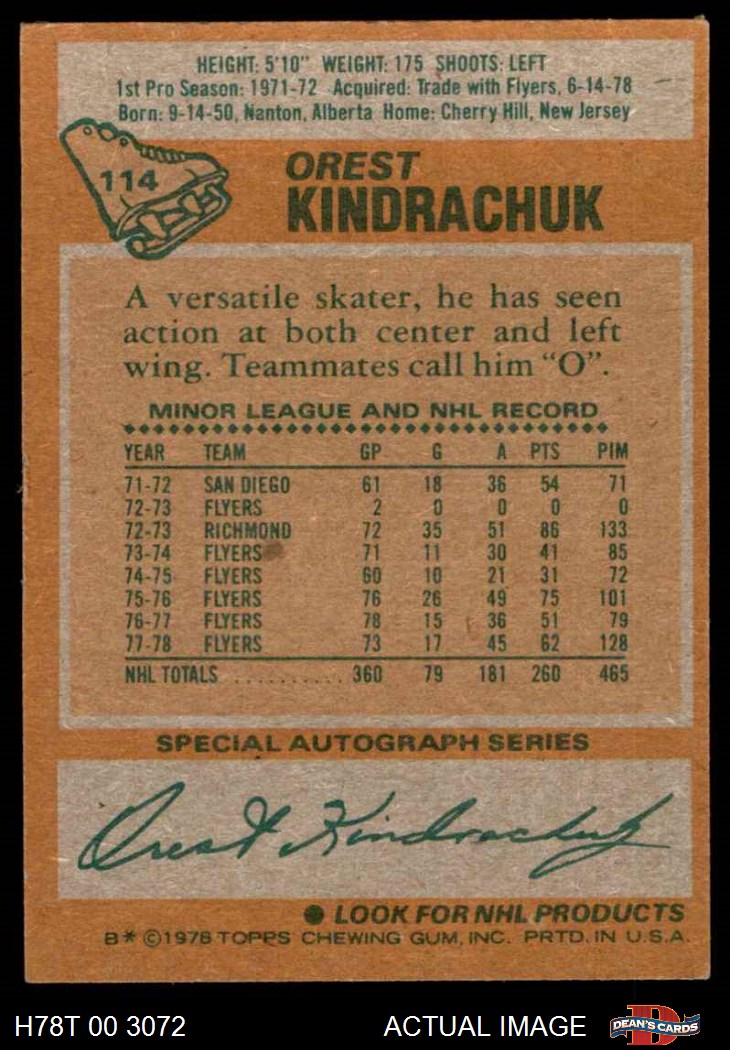 HEIGHT: 5'10" WEIGHT: 175 SHOOTS: LEFT
1st Pro Season: 1971-72 Acquired: Trade with Flyers, 6-14-78
Born: 9-14-50, Nanton, Alberta Home: Cherry Hill, New Jersey
114
OREST
KINDRACHUK
A versatile skater, he has seen
action at both center and left
wing. Teammates call him "O".
MINOR LEAGUE AND NHL RECORD
YEAR TEAM GP G A PTS PIM
71-72 SAN DIEGO 61 18 36 54 71
72-73 FLYERS 2 0 0 0 0
72-73 RICHMOND 72 35 51 86 133
73-74 FLYERS 71 11 30 41 85
74-75 FLYERS 60 10 21 31 72
75-76 FLYERS 76 26 49 75 101
76-77 FLYERS 78 15 36 51 79
77-78 FLYERS 73 17 45 62 128
NHL TOTALS .......... 360 79 181 260 465
SPECIAL AUTOGRAPH SERIES
Orest Kindrachuk
● LOOK FOR NHL PRODUCTS
B* ©1978 TOPPS CHEWING GUM, INC. PRTD. IN U.S.A.
H78T 00 3072 ACTUAL IMAGE D DEAN'S CARDS